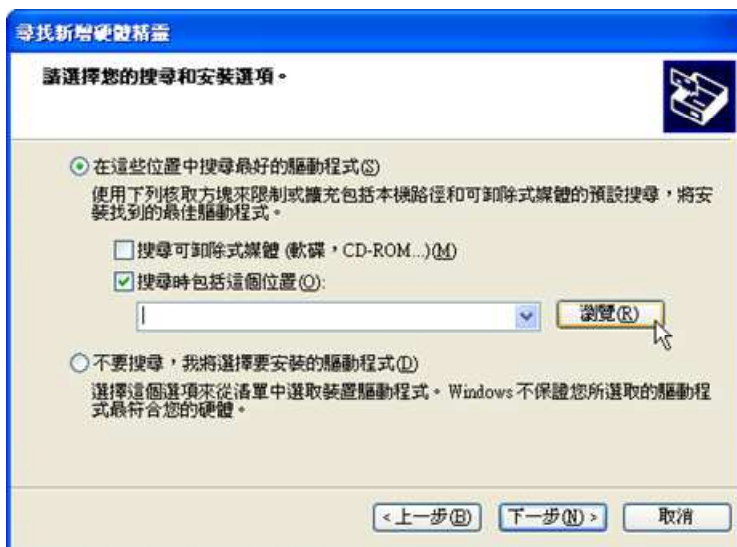 尋找新增硬體精靈
請選擇您的搜尋和安裝選項。
在這些位置中搜尋最好的驅動程式(S)
使用下列核取方塊來限制或擴充包括本機路徑和可卸除式媒體的預設搜尋，將安
裝找到的最佳驅動程式。
搜尋可卸除式媒體 (軟碟，CD-ROM...)(M)
搜尋時包括這個位置(O):
瀏覽(R)
不要搜尋，我將選擇要安裝的驅動程式(D)
選擇這個選項來從清單中選取裝置驅動程式。Windows 不保證您所選取的驅動程
式最符合您的硬體。
<上一步(B) 下一步(N)> 取消